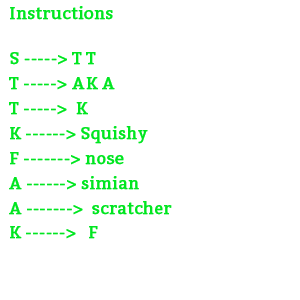 Instructions
S -----> T T
T -----> A K A
T ----->  K
K ------> Squishy
F -------> nose
A ------> simian
A ------->  scratcher
K ------>   F